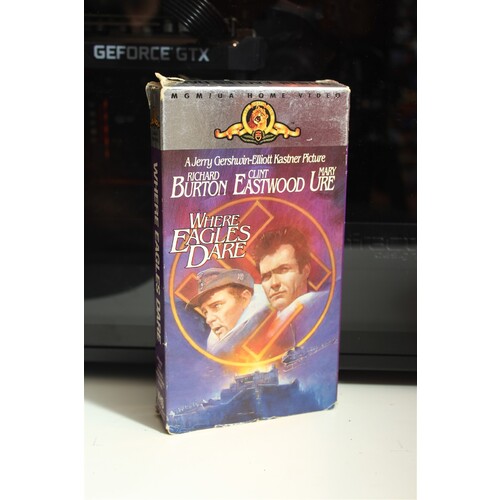 GEFORCE GTX
MGM/UA HOME VIDEO
A Jerry Gershwin-Elliott Kastner Picture
RICHARD BURTON
CLINT EASTWOOD
MARY URE
WHERE
EAGLES
DARE
WHERE EAGLES DARE